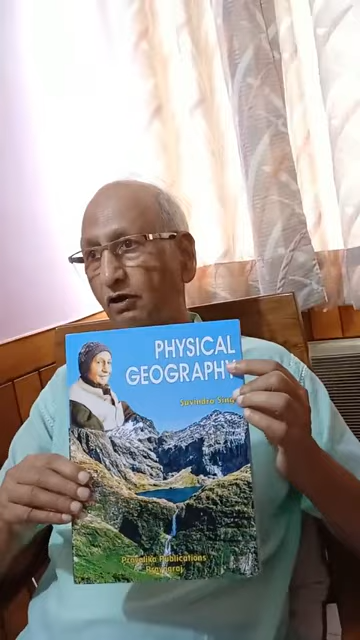 PHYSICAL
GEOGRAPHY
Savindra Singh
Pravalika Publications
Prayagraj